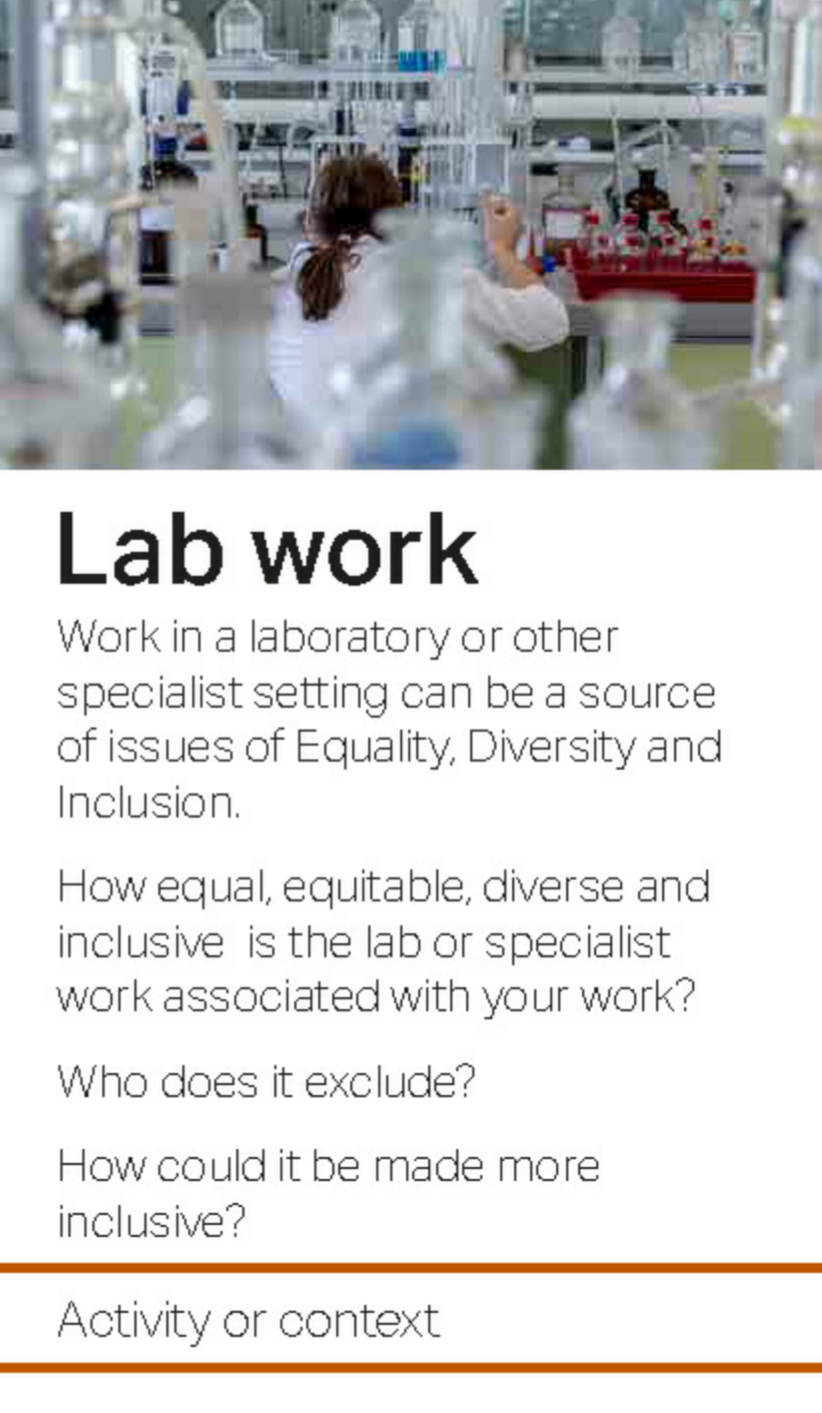 Lab work
Work in a laboratory or other
specialist setting can be a source
of issues of Equality, Diversity and
Inclusion.
How equal, equitable, diverse and
inclusive  is the lab or specialist
work associated with your work?
Who does it exclude?
How could it be made more
inclusive?
Activity or context